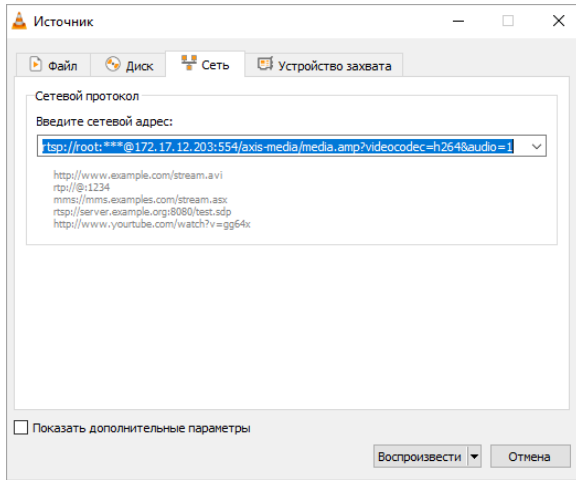 Источник
Файл Диск Сеть Устройство захвата
Сетевой протокол
Введите сетевой адрес:
rtsp://root:***@172.17.12.203:554/axis-media/media.amp?videocodec=h264&audio=1
http://www.example.com/stream.avi
rtp://@:1234
mms://mms.examples.com/stream.asx
rtsp://server.example.org:8080/test.sdp
http://www.yourtube.com/watch?v=gg64x
Показать дополнительные параметры
Воспроизвести Отмена